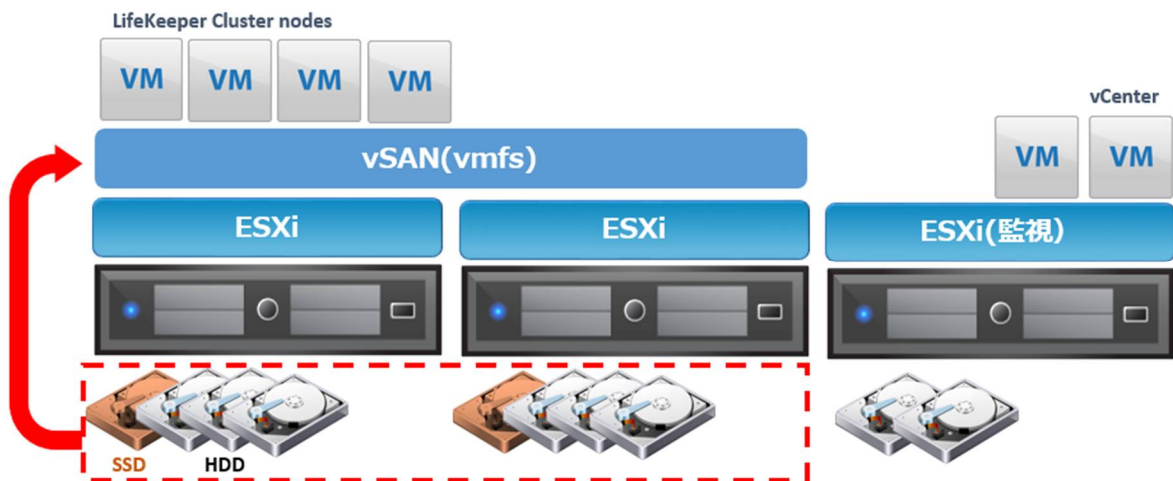 LifeKeeper Cluster nodes
VM VM VM VM
vCenter
VM VM
vSAN(vmfs)
ESXi ESXi ESXi(監視)
SSD HDD